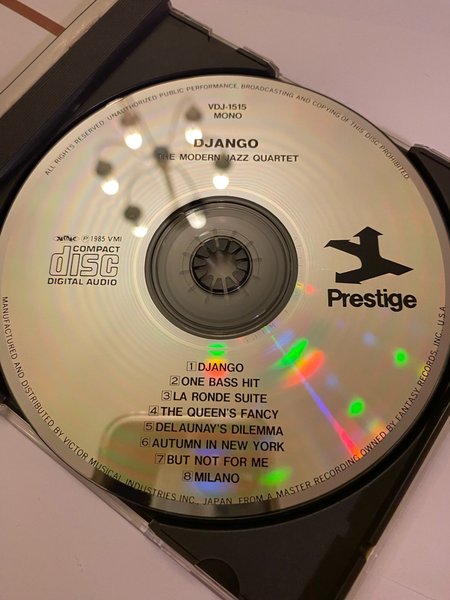 ALL RIGHTS RESERVED. UNAUTHORIZED PUBLIC PERFORMANCE, BROADCASTING AND COPYING OF THIS DISC PROHIBITED
VDJ-1515
MONO
DJANGO
THE MODERN JAZZ QUARTET
℗ 1985 VMI
COMPACT
disc
DIGITAL AUDIO
Prestige
1 DJANGO
2 ONE BASS HIT
3 LA RONDE SUITE
4 THE QUEEN'S FANCY
5 DELAUNAY'S DILEMMA
6 AUTUMN IN NEW YORK
7 BUT NOT FOR ME
8 MILANO
MANUFACTURED AND DISTRIBUTED BY VICTOR MUSICAL INDUSTRIES INC., JAPAN, FROM A MASTER RECORDING OWNED BY FANTASY RECORDS, INC., U.S.A.